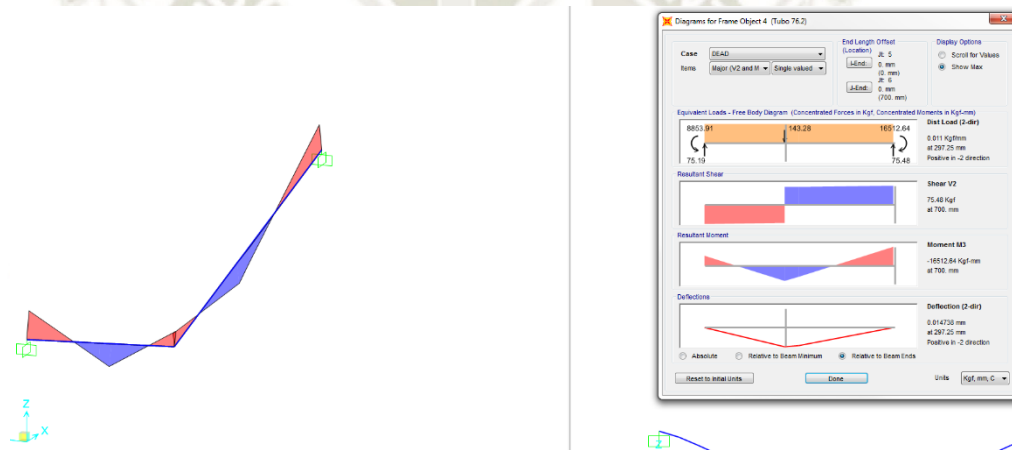 Diagrams for Frame Object 4 (Tubo 76.2)
Case DEAD
Items Major (V2 and M Single valued
End Length Offset
(Location)
Jt: 5
I-End: 0. mm
(0. mm)
Jt: 6
J-End: 0. mm
(700. mm)
Display Options
Scroll for Values
Show Max
Equivalent Loads - Free Body Diagram (Concentrated Forces in Kgf, Concentrated Moments in Kgf-mm)
8853.91 143.28 16512.64
75.19 75.48
Dist Load (2-dir)
0.011 Kgf/mm
at 297.25 mm
Positive in -2 direction
Resultant Shear
Shear V2
75.48 Kgf
at 700. mm
Resultant Moment
Moment M3
-16512.64 Kgf-mm
at 700. mm
Deflections
Deflection (2-dir)
0.014738 mm
at 297.25 mm
Positive in -2 direction
Absolute Relative to Beam Minimum Relative to Beam Ends
Reset to Initial Units Done Units Kgf, mm, C
Z
X
Z